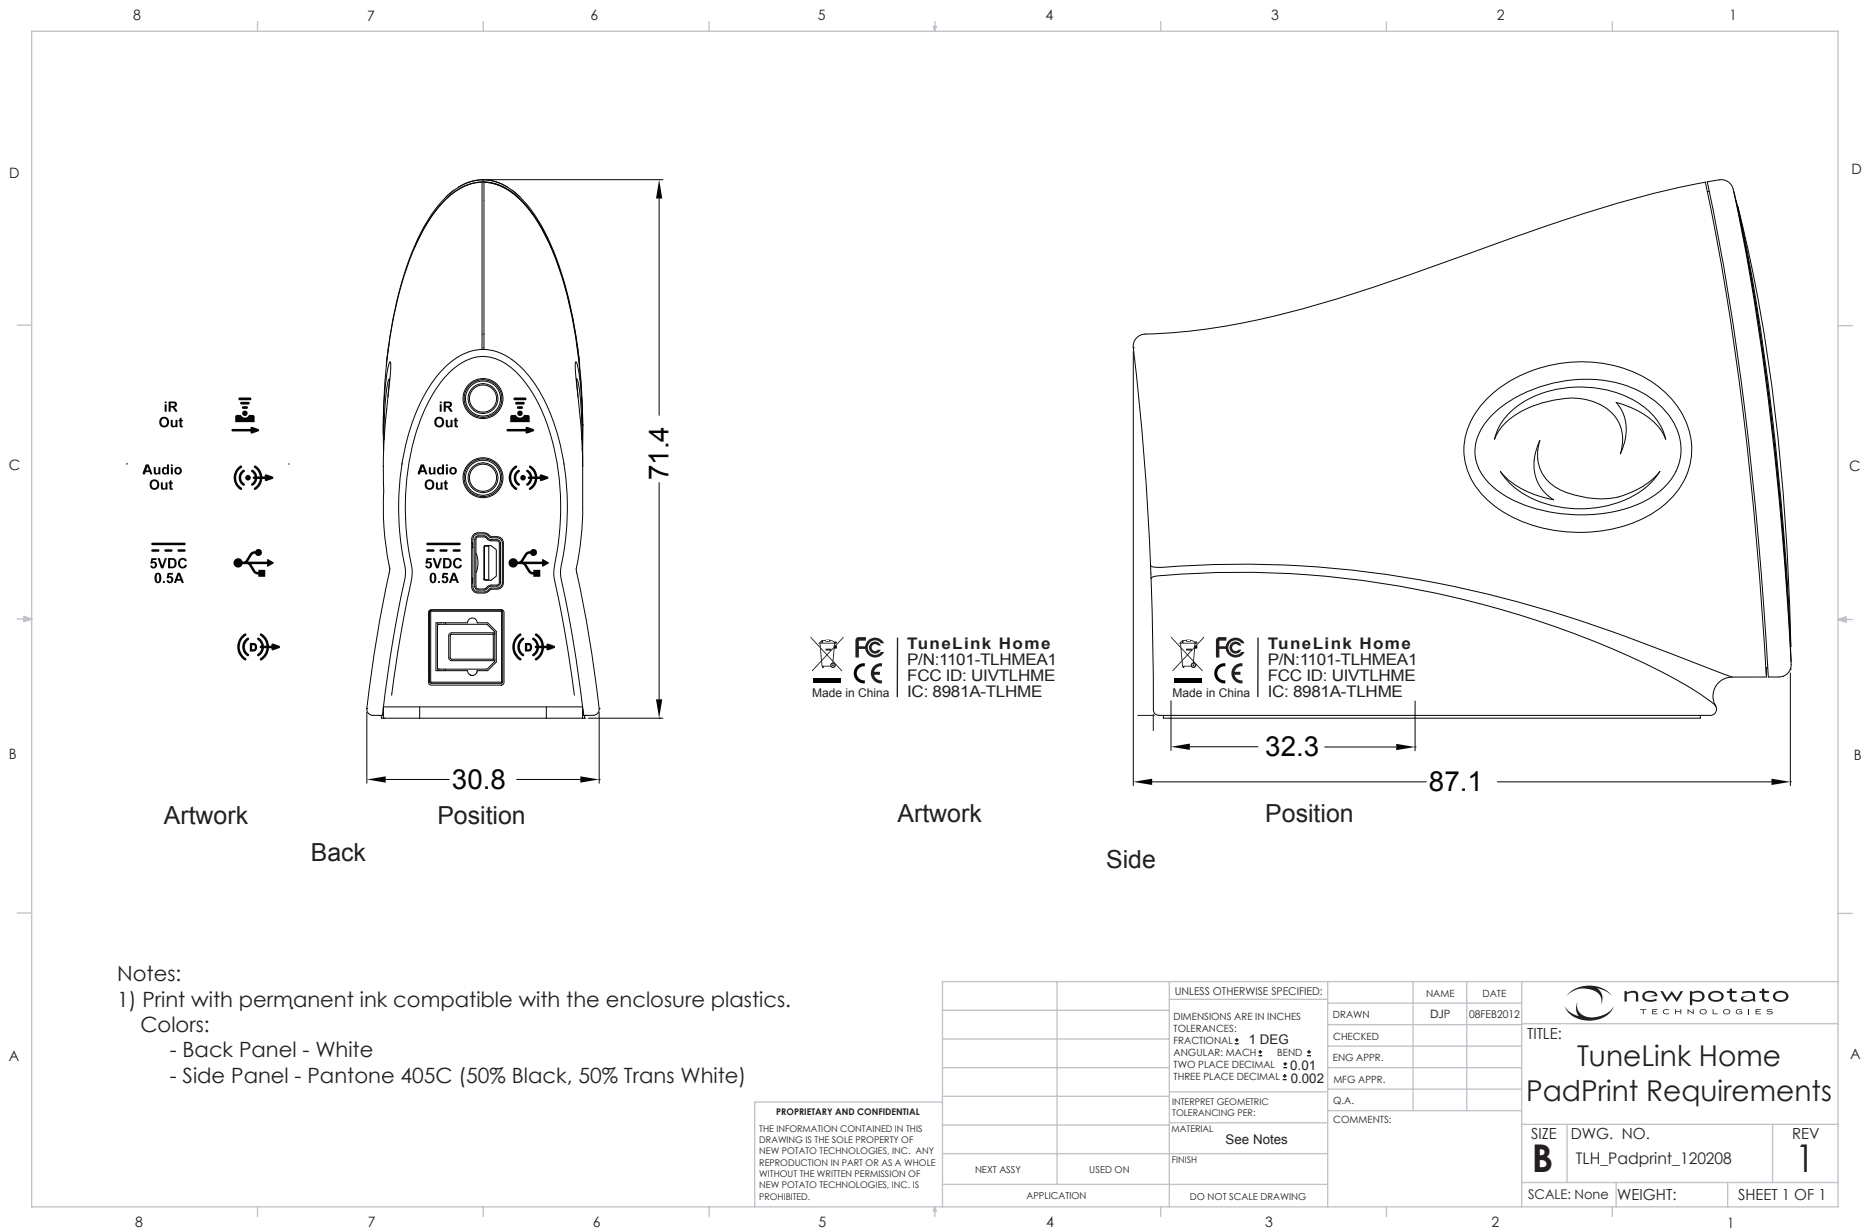 8 7 6 5 4 3 2 1
D D
C C
B B
A A
iR
Out
Audio
Out
5VDC
0.5A
D
iR
Out
Audio
Out
5VDC
0.5A
D
71.4
30.8
Artwork Position
Back
FC
CE
Made in China
TuneLink Home
P/N:1101-TLHMEA1
FCC ID: UIVTLHME
IC: 8981A-TLHME
FC
CE
Made in China
TuneLink Home
P/N:1101-TLHMEA1
FCC ID: UIVTLHME
IC: 8981A-TLHME
32.3
87.1
Artwork Position
Side
Notes:
1) Print with permanent ink compatible with the enclosure plastics.
Colors:
- Back Panel - White
- Side Panel - Pantone 405C (50% Black, 50% Trans White)
PROPRIETARY AND CONFIDENTIAL
THE INFORMATION CONTAINED IN THIS
DRAWING IS THE SOLE PROPERTY OF
NEW POTATO TECHNOLOGIES, INC. ANY
REPRODUCTION IN PART OR AS A WHOLE
WITHOUT THE WRITTEN PERMISSION OF
NEW POTATO TECHNOLOGIES, INC. IS
PROHIBITED.
NEXT ASSY USED ON
APPLICATION
UNLESS OTHERWISE SPECIFIED:
DIMENSIONS ARE IN INCHES
TOLERANCES:
FRACTIONAL ± 1 DEG
ANGULAR: MACH ± BEND ±
TWO PLACE DECIMAL ± 0.01
THREE PLACE DECIMAL ± 0.002
INTERPRET GEOMETRIC
TOLERANCING PER:
MATERIAL
See Notes
FINISH
DO NOT SCALE DRAWING
NAME DATE
DRAWN DJP 08FEB2012
CHECKED
ENG APPR.
MFG APPR.
Q.A.
COMMENTS:
newpotato
TECHNOLOGIES
TITLE:
TuneLink Home
PadPrint Requirements
SIZE DWG. NO. REV
B TLH_Padprint_120208 1
SCALE: None WEIGHT: SHEET 1 OF 1
8 7 6 5 4 3 2 1